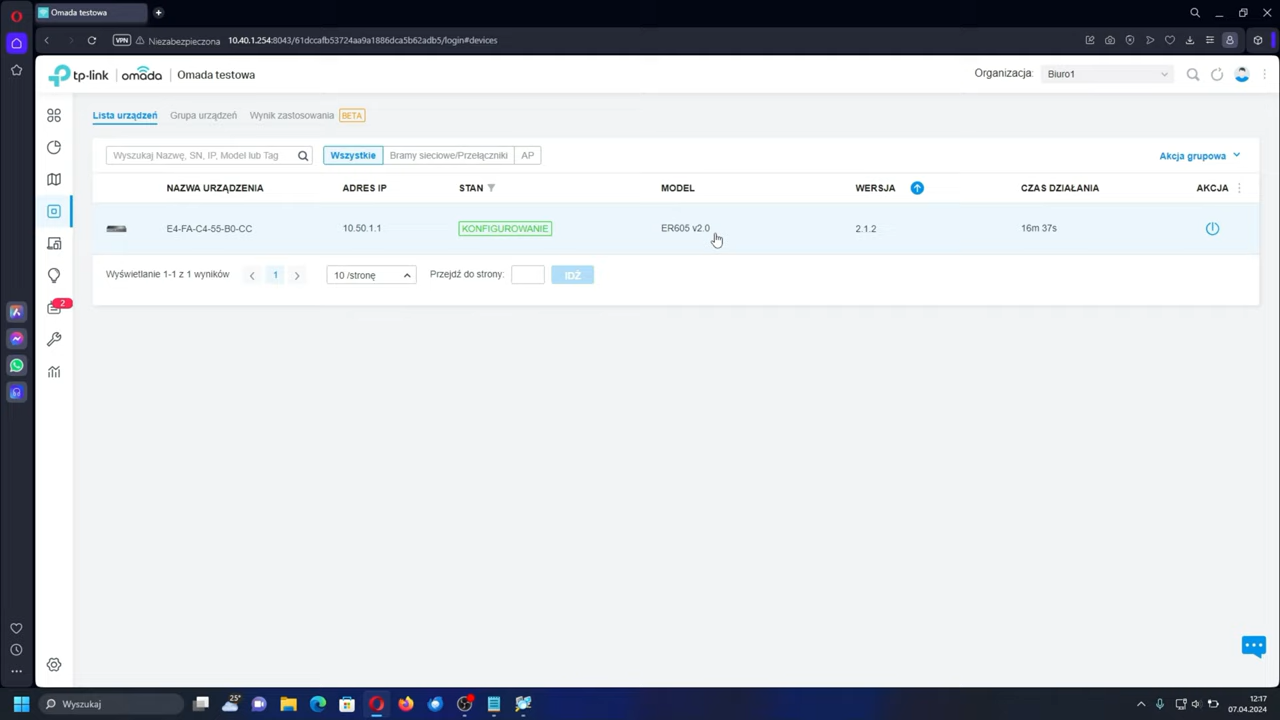 Omada testowa
VPN
Niezabezpieczona
10.40.1.254:8043/61dccafb53724aa9a1886dca5b62adb5/login#devices
tp-link
omada
Omada testowa
Organizacja:
Biuro1
Lista urządzeń
Grupa urządzeń
Wynik zastosowania
BETA
Wyszukaj Nazwę, SN, IP, Model lub Tag
Wszystkie
Bramy sieciowe/Przełączniki
AP
Akcja grupowa
NAZWA URZĄDZENIA
ADRES IP
STAN
MODEL
WERSJA
CZAS DZIAŁANIA
AKCJA
E4-FA-C4-55-B0-CC
10.50.1.1
KONFIGUROWANIE
ER605 v2.0
2.1.2
16m 37s
Wyświetlanie 1-1 z 1 wyników
1
10 /stronę
Przejdź do strony:
IDŹ
2
Wyszukaj
25°
12:17
07.04.2024